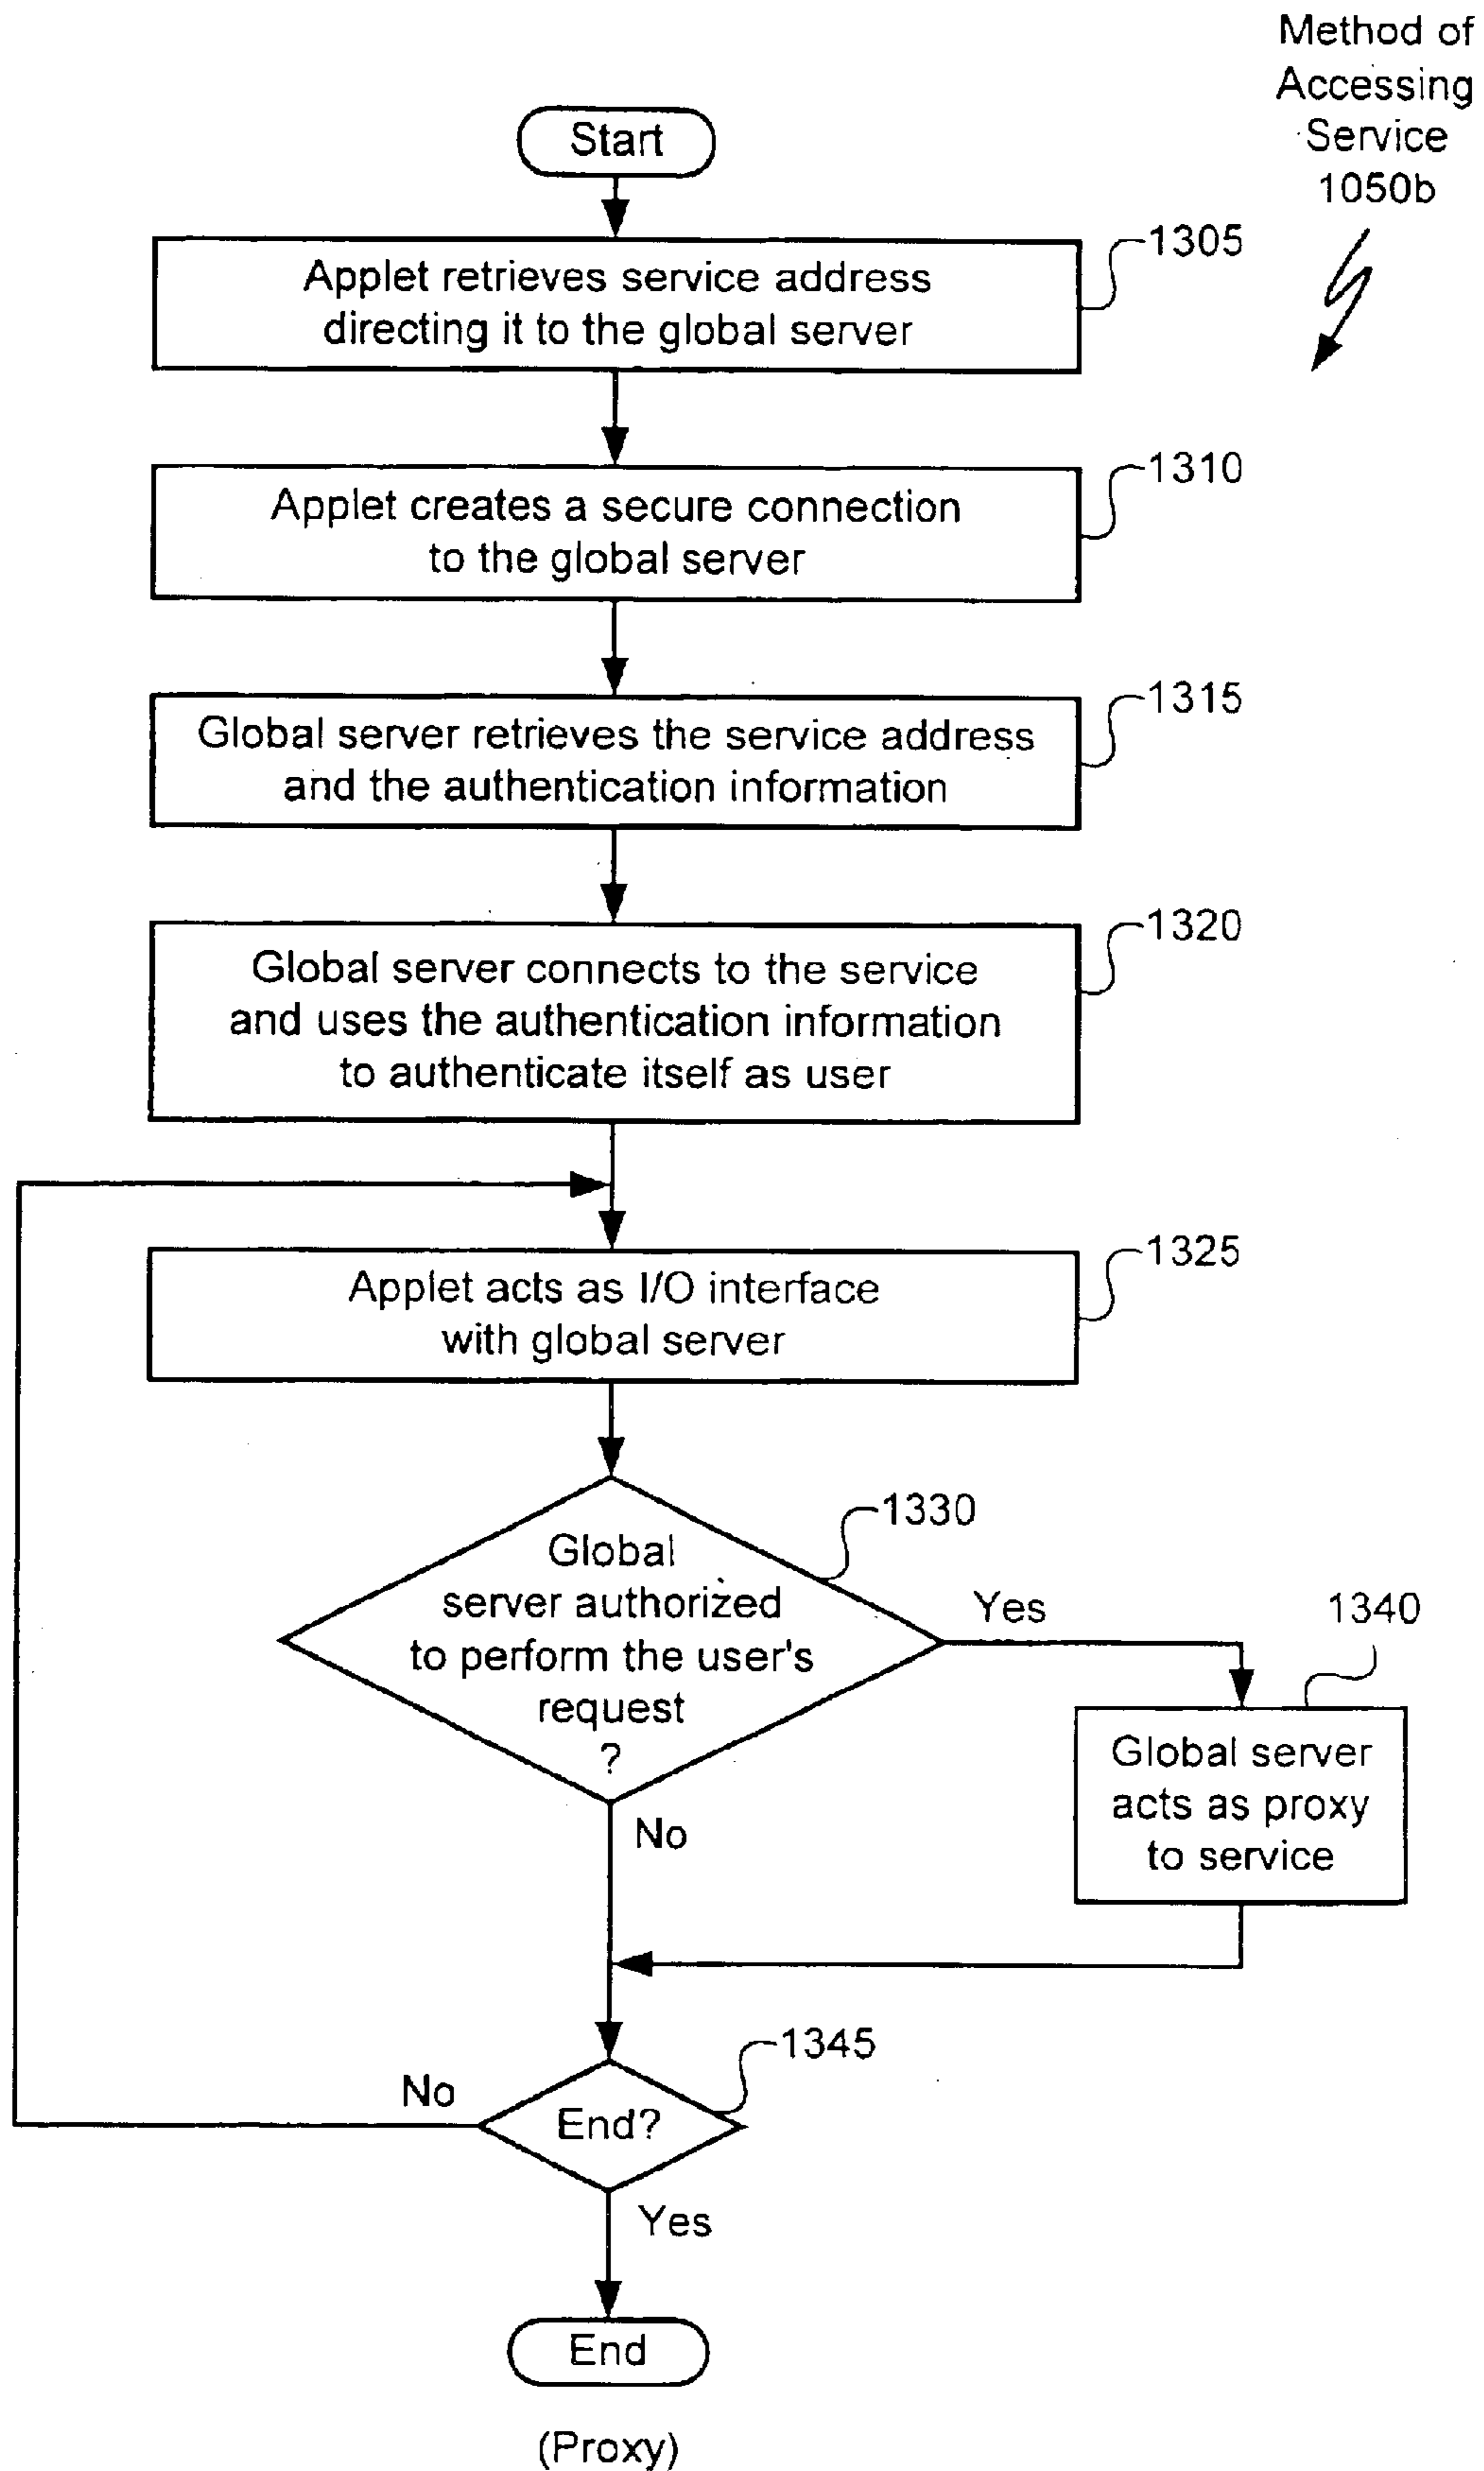 Method of
Accessing
Service
1050b
Start
1305
Applet retrieves service address
directing it to the global server
1310
Applet creates a secure connection
to the global server
1315
Global server retrieves the service address
and the authentication information
1320
Global server connects to the service
and uses the authentication information
to authenticate itself as user
1325
Applet acts as I/O interface
with global server
1330
Global
server authorized
to perform the user's
request
?
Yes
1340
Global server
acts as proxy
to service
No
1345
No
End?
Yes
End
(Proxy)